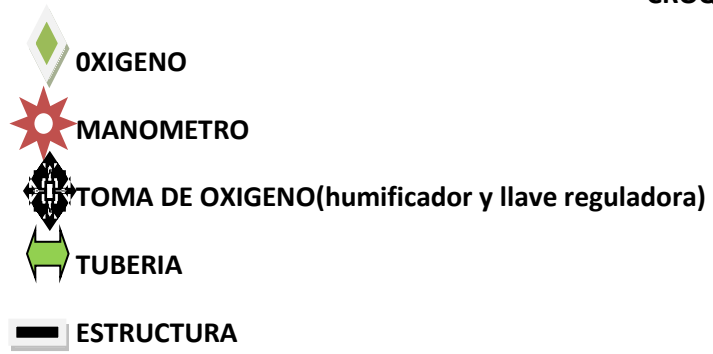 0XIGENO
MANOMETRO
TOMA DE OXIGENO(humificador y llave reguladora)
TUBERIA
ESTRUCTURA